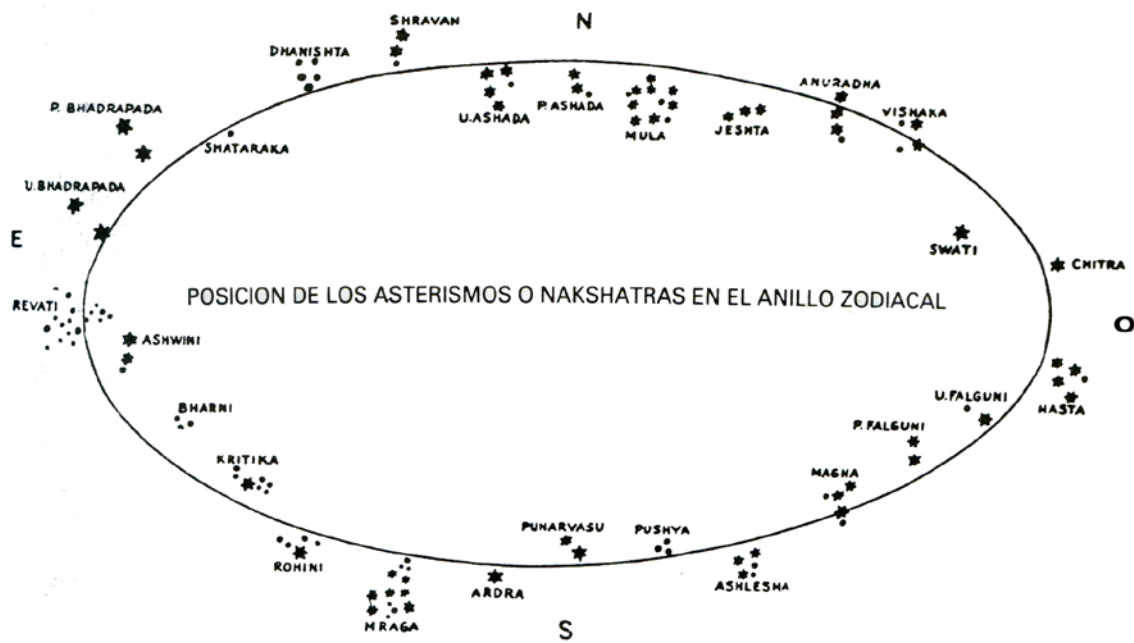 N
SHRAVAN
DHANISHTA
P. BHADRAPADA
SHATARAKA
U. BHADRAPADA
U.ASHADA
P.ASHADA
MULA
JESHTA
ANURADHA
VISHAKA
E
SWATI
CHITRA
REVATI
POSICION DE LOS ASTERISMOS O NAKSHATRAS EN EL ANILLO ZODIACAL
O
ASHWINI
BHARNI
U.FALGUNI
HASTA
P.FALGUNI
KRITIKA
MAGHA
ROHINI
PUNARVASU
PUSHYA
MRAGA
ARDRA
ASHLESHA
S